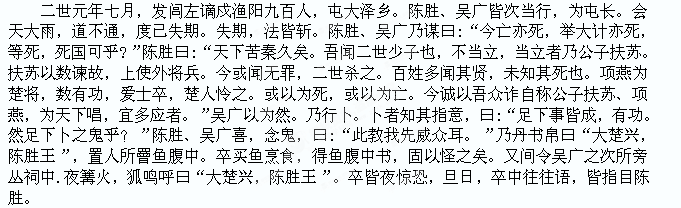 二世元年七月，发闾左谪戍渔阳九百人，屯大泽乡。陈胜、吴广皆次当行，为屯长。会
天大雨，道不通，度已失期。失期，法皆斩。陈胜、吴广乃谋曰：“今亡亦死，举大计亦死，
等死，死国可乎？”陈胜曰：“天下苦秦久矣。吾闻二世少子也，不当立，当立者乃公子扶苏。
扶苏以数谏故，上使外将兵。今或闻无罪，二世杀之。百姓多闻其贤，未知其死也。项燕为
楚将，数有功，爱士卒，楚人怜之。或以为死，或以为亡。今诚以吾众诈自称公子扶苏、项
燕，为天下唱，宜多应者。”吴广以为然。乃行卜。卜者知其指意，曰：“足下事皆成，有功。
然足下卜之鬼乎？”陈胜、吴广喜，念鬼，曰：“此教我先威众耳。”乃丹书帛曰“大楚兴，
陈胜王”，置人所罾鱼腹中。卒买鱼烹食，得鱼腹中书，固以怪之矣。又间令吴广之次所旁
丛祠中.夜篝火，狐鸣呼曰“大楚兴，陈胜王”。卒皆夜惊恐，旦日，卒中往往语，皆指目陈
胜。